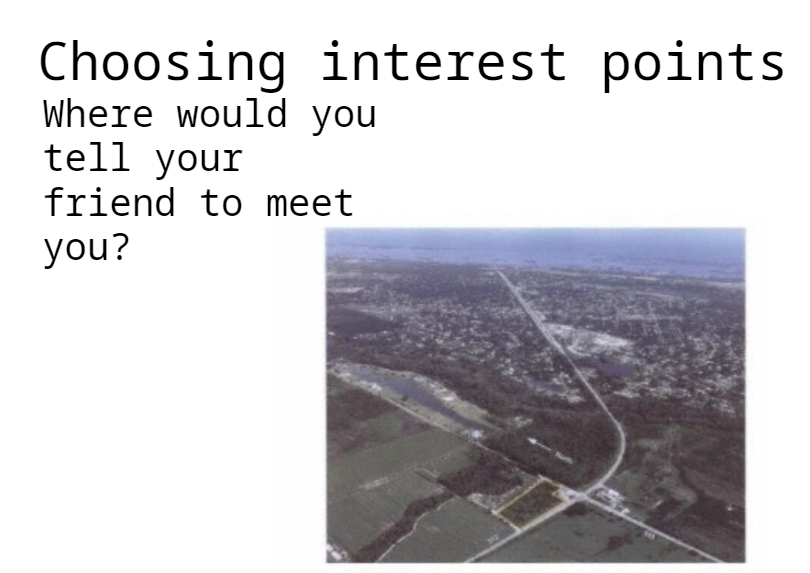 Choosing interest points
Where would you
tell your
friend to meet
you?